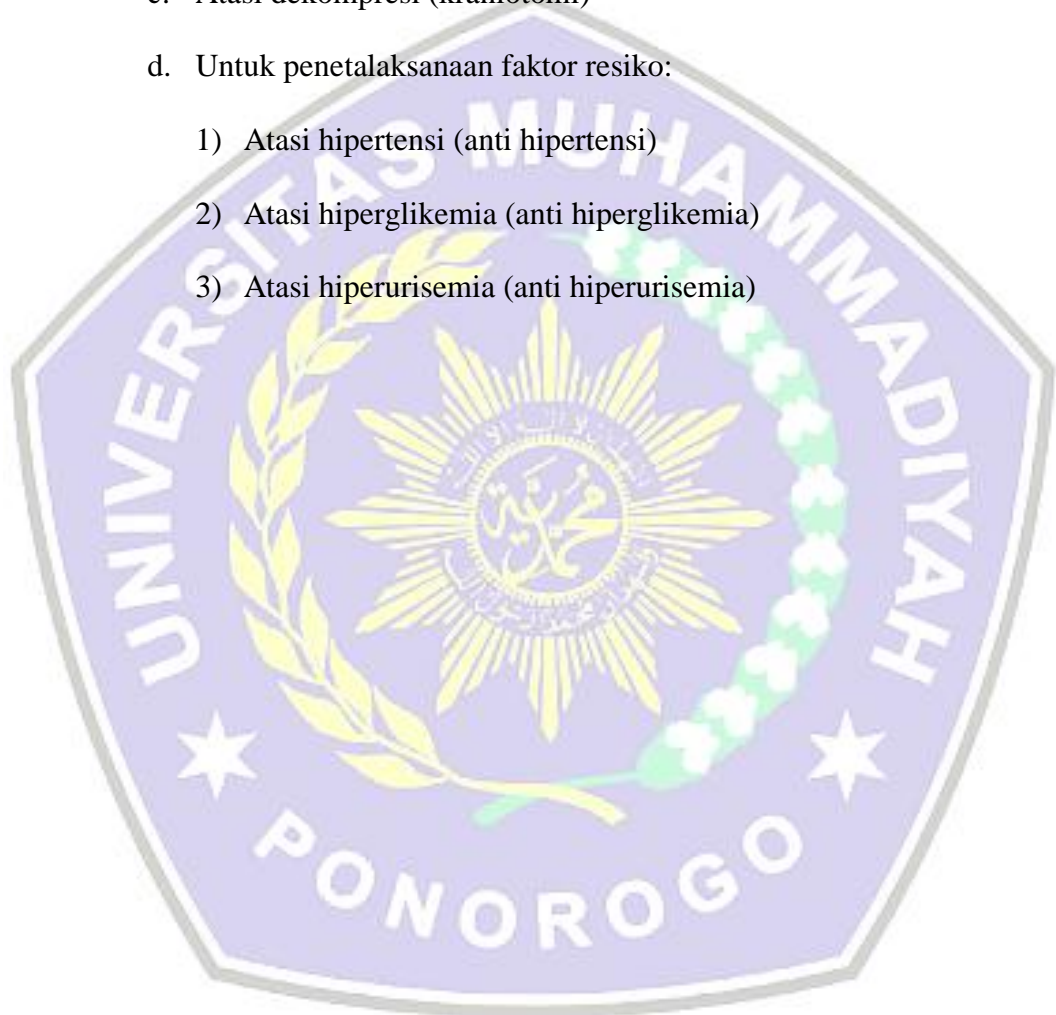 c. Atasi dekompresi (kraniotomi)
d. Untuk penetalaksanaan faktor resiko:
1) Atasi hipertensi (anti hipertensi)
2) Atasi hiperglikemia (anti hiperglikemia)
3) Atasi hiperurisemia (anti hiperurisemia)
UNIVERSITAS MUHAMMADIYAH
محمدية
PONOROGO